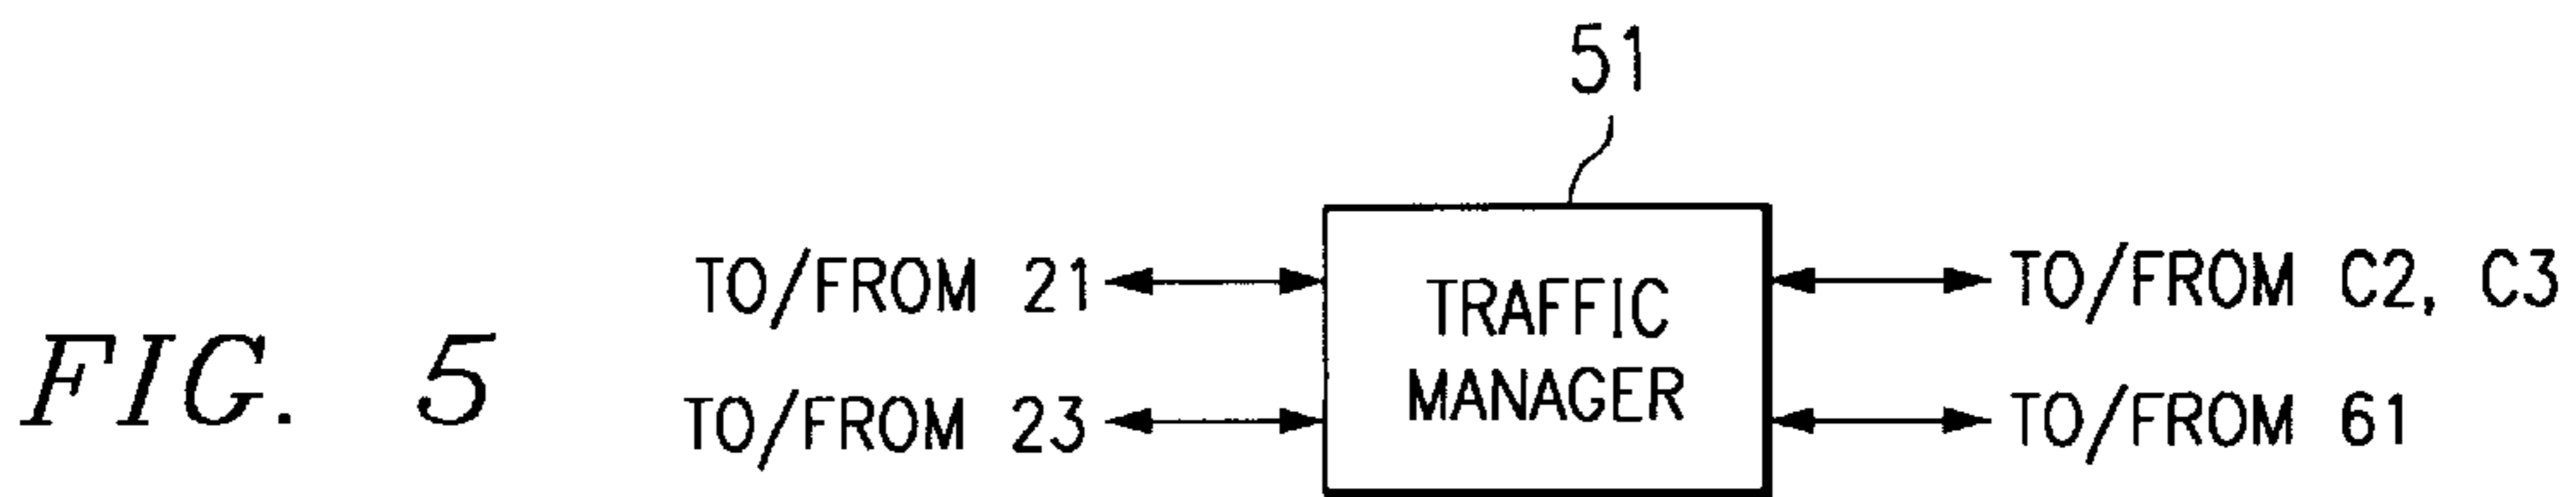 51
TO/FROM 21
TRAFFIC
MANAGER
TO/FROM C2, C3
FIG. 5
TO/FROM 23
TO/FROM 61